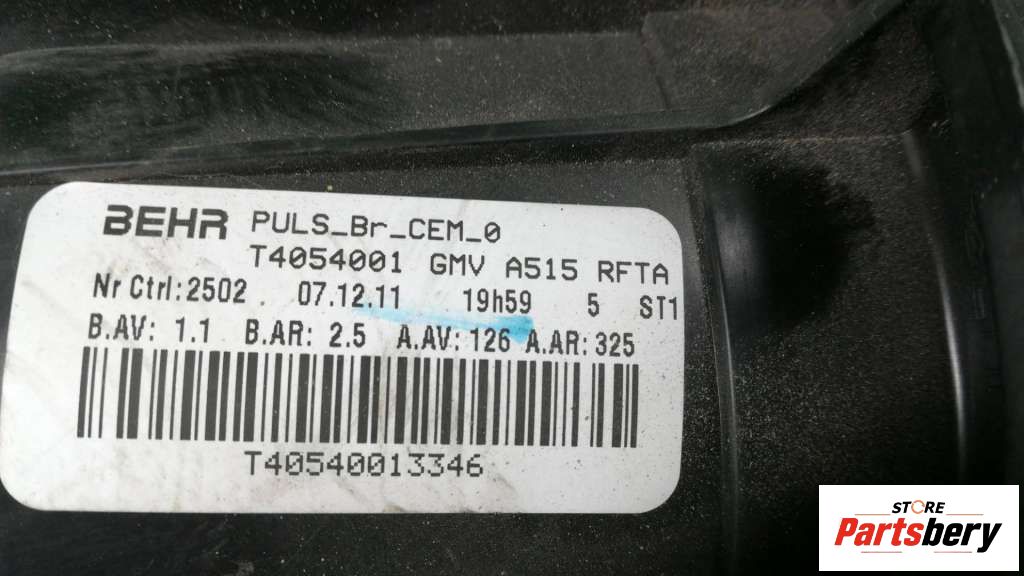 BEHR PULS_Br_CEM_0
T4054001 GMV A515 RFTA
Nr Ctrl:2502 07.12.11 19h59 5 ST1
B.AV: 1.1 B.AR: 2.5 A.AV: 126 A.AR: 325
T40540013346
STORE
Partsbery